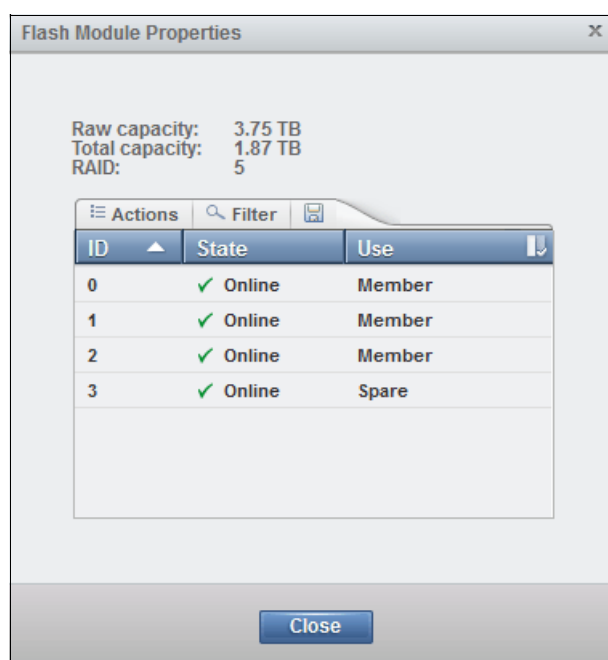 Flash Module Properties x
Raw capacity: 3.75 TB
Total capacity: 1.87 TB
RAID: 5
Actions Filter
ID State Use
0 Online Member
1 Online Member
2 Online Member
3 Online Spare
Close